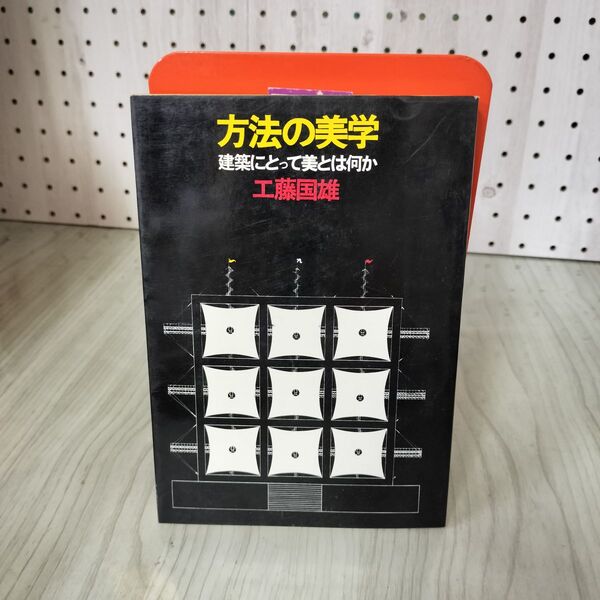 方法の美学
建築にとって美とは何か
工藤国雄